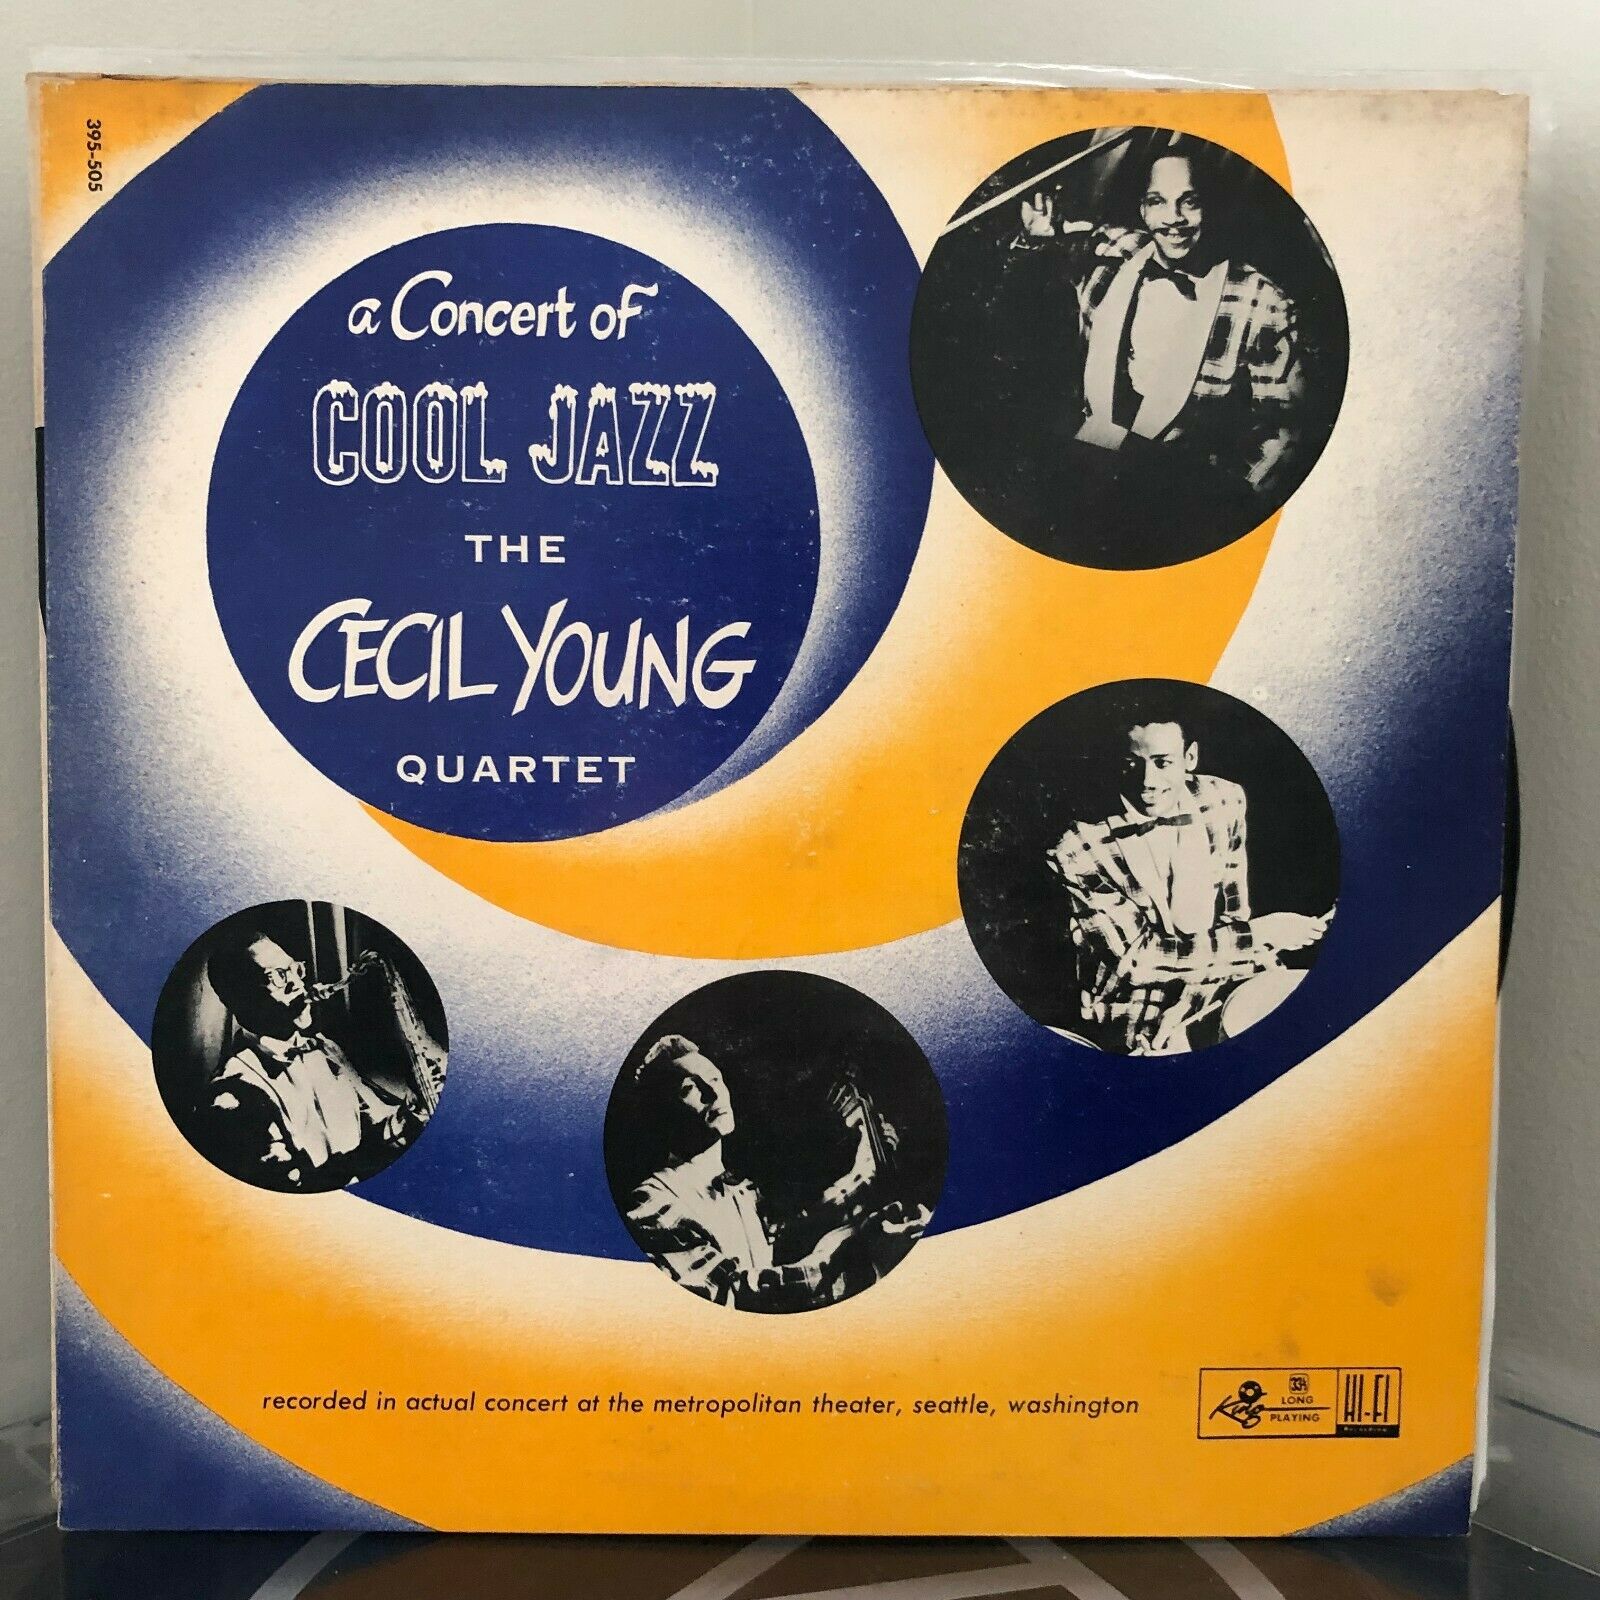 395-505
a Concert of
COOL JAZZ
THE
CECIL YOUNG
QUARTET
recorded in actual concert at the metropolitan theater, seattle, washington
King
33⅓
LONG
PLAYING
HI-FI